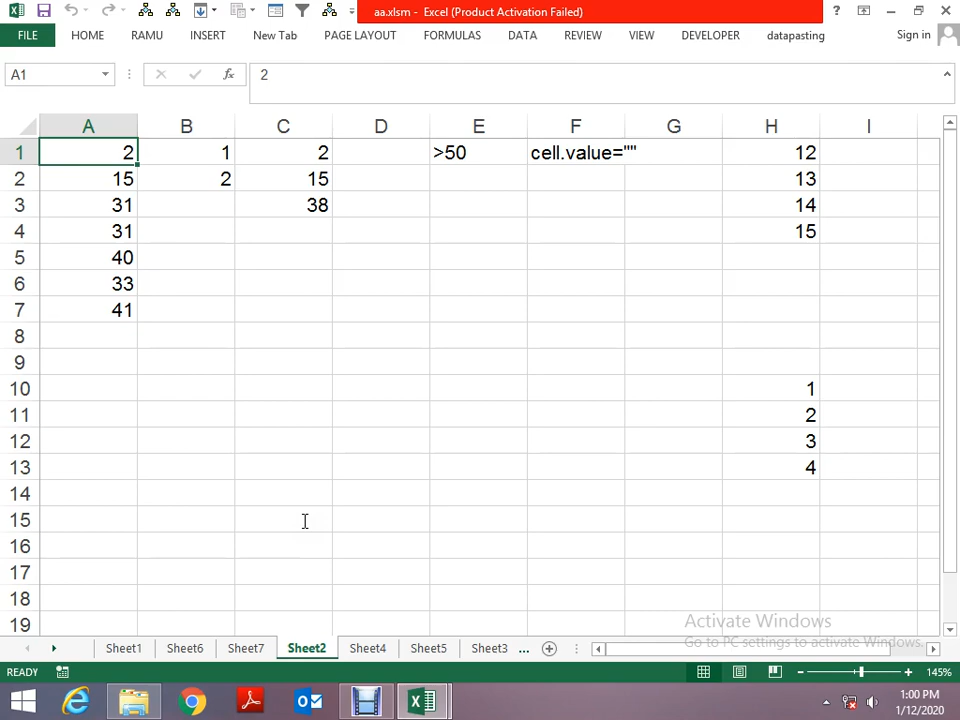 aa.xlsm - Excel (Product Activation Failed)
?
FILE HOME RAMU INSERT New Tab PAGE LAYOUT FORMULAS DATA REVIEW VIEW DEVELOPER datapasting Sign in
A1 fx 2
A B C D E F G H I
1 2 1 2 >50 cell.value="" 12
2 15 2 15 13
3 31 38 14
4 31 15
5 40
6 33
7 41
8
9
10 1
11 2
12 3
13 4
14
15
16
17
18
19
Activate Windows
Go to PC settings to activate Windows.
Sheet1 Sheet6 Sheet7 Sheet2 Sheet4 Sheet5 Sheet3 ...
READY 145%
1:00 PM
1/12/2020